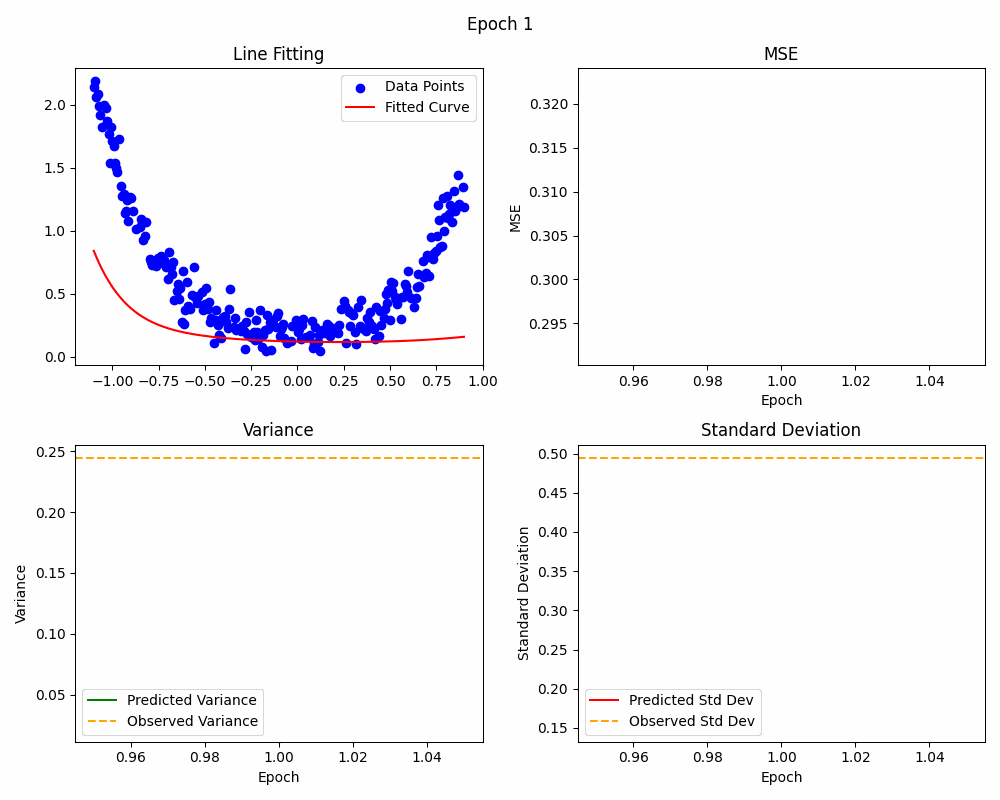 Epoch 1
Line Fitting
2.0
1.5
1.0
0.5
0.0
Data Points
Fitted Curve
−1.00 −0.75 −0.50 −0.25 0.00 0.25 0.50 0.75 1.00
MSE
MSE
0.320
0.315
0.310
0.305
0.300
0.295
0.96 0.98 1.00 1.02 1.04
Epoch
Variance
Variance
0.25
0.20
0.15
0.10
0.05
Predicted Variance
Observed Variance
0.96 0.98 1.00 1.02 1.04
Epoch
Standard Deviation
Standard Deviation
0.50
0.45
0.40
0.35
0.30
0.25
0.20
0.15
Predicted Std Dev
Observed Std Dev
0.96 0.98 1.00 1.02 1.04
Epoch